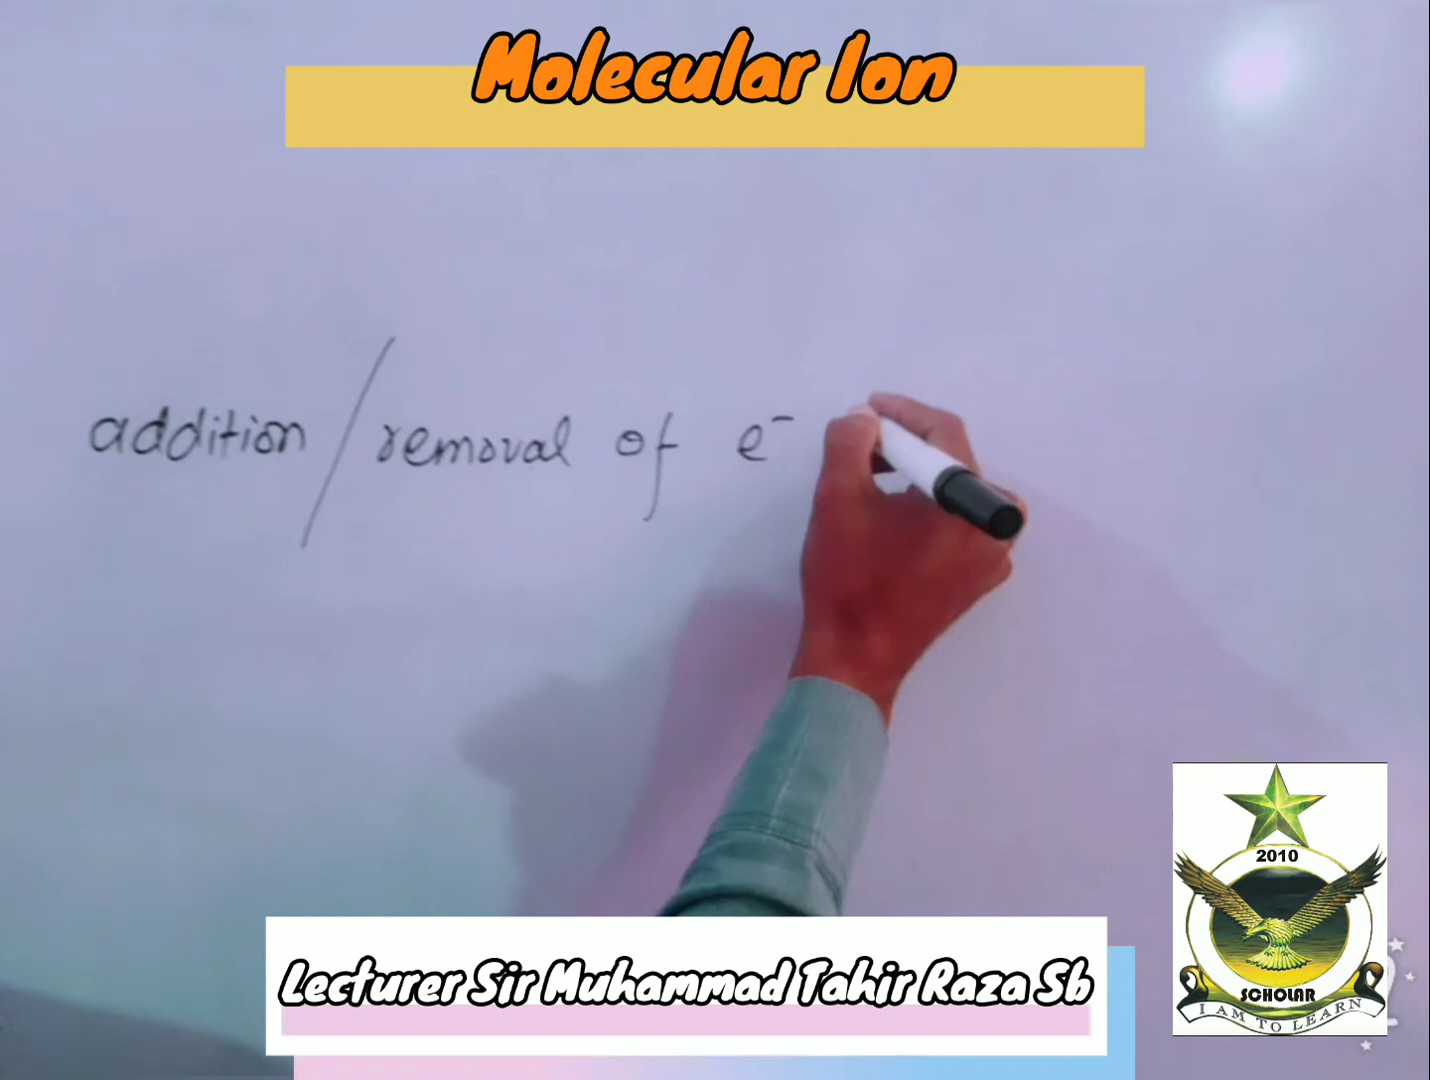 Molecular Ion
addition / removal of e⁻
2010
SCHOLAR
I AM TO LEARN
Lecturer Sir Muhammad Tahir Raza Sb